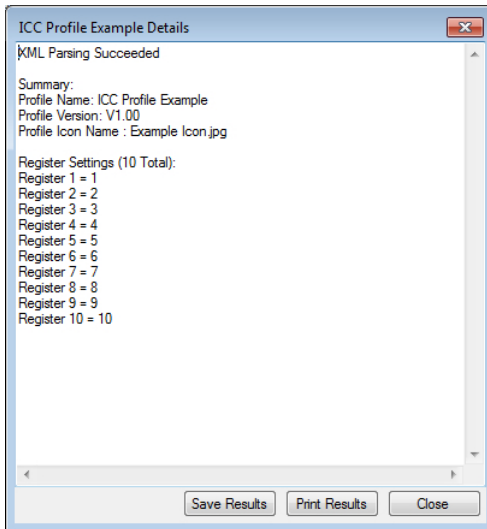 ICC Profile Example Details
XML Parsing Succeeded
Summary:
Profile Name: ICC Profile Example
Profile Version: V1.00
Profile Icon Name : Example Icon.jpg
Register Settings (10 Total):
Register 1 = 1
Register 2 = 2
Register 3 = 3
Register 4 = 4
Register 5 = 5
Register 6 = 6
Register 7 = 7
Register 8 = 8
Register 9 = 9
Register 10 = 10
Save Results Print Results Close